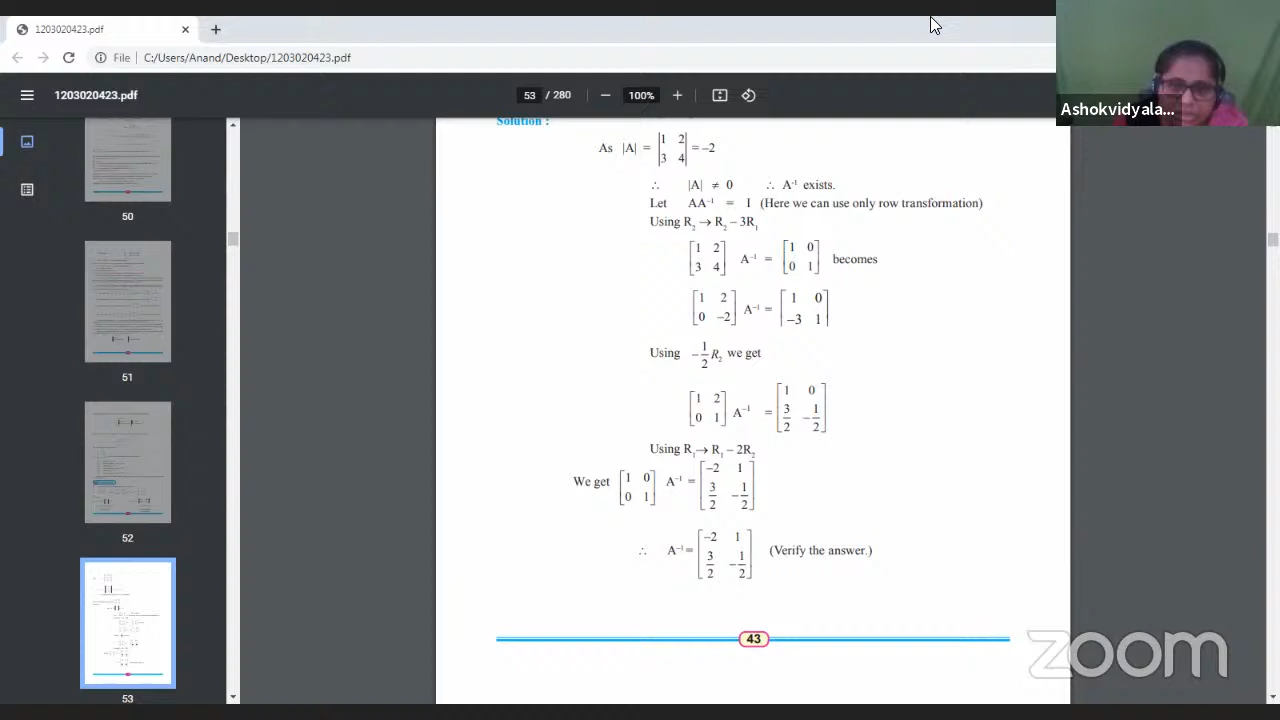 1203020423.pdf
File | C:/Users/Anand/Desktop/1203020423.pdf
1203020423.pdf
53 / 280
100%
Ashokvidyala...
50
51
52
53
Solution :
As |A| = |1 2| = –2
|3 4|
∴ |A| ≠ 0 ∴ A⁻¹ exists.
Let AA⁻¹ = I (Here we can use only row transformation)
Using R₂ → R₂ – 3R₁
[1 2] A⁻¹ = [1 0] becomes
[3 4] [0 1]
[1 2] A⁻¹ = [1 0]
[0 –2] [–3 1]
Using –1/2 R₂ we get
[1 2] A⁻¹ = [1 0]
[0 1] [3/2 –1/2]
Using R₁ → R₁ – 2R₂
We get [1 0] A⁻¹ = [–2 1]
[0 1] [3/2 –1/2]
∴ A⁻¹ = [–2 1] (Verify the answer.)
[3/2 –1/2]
43
zoom